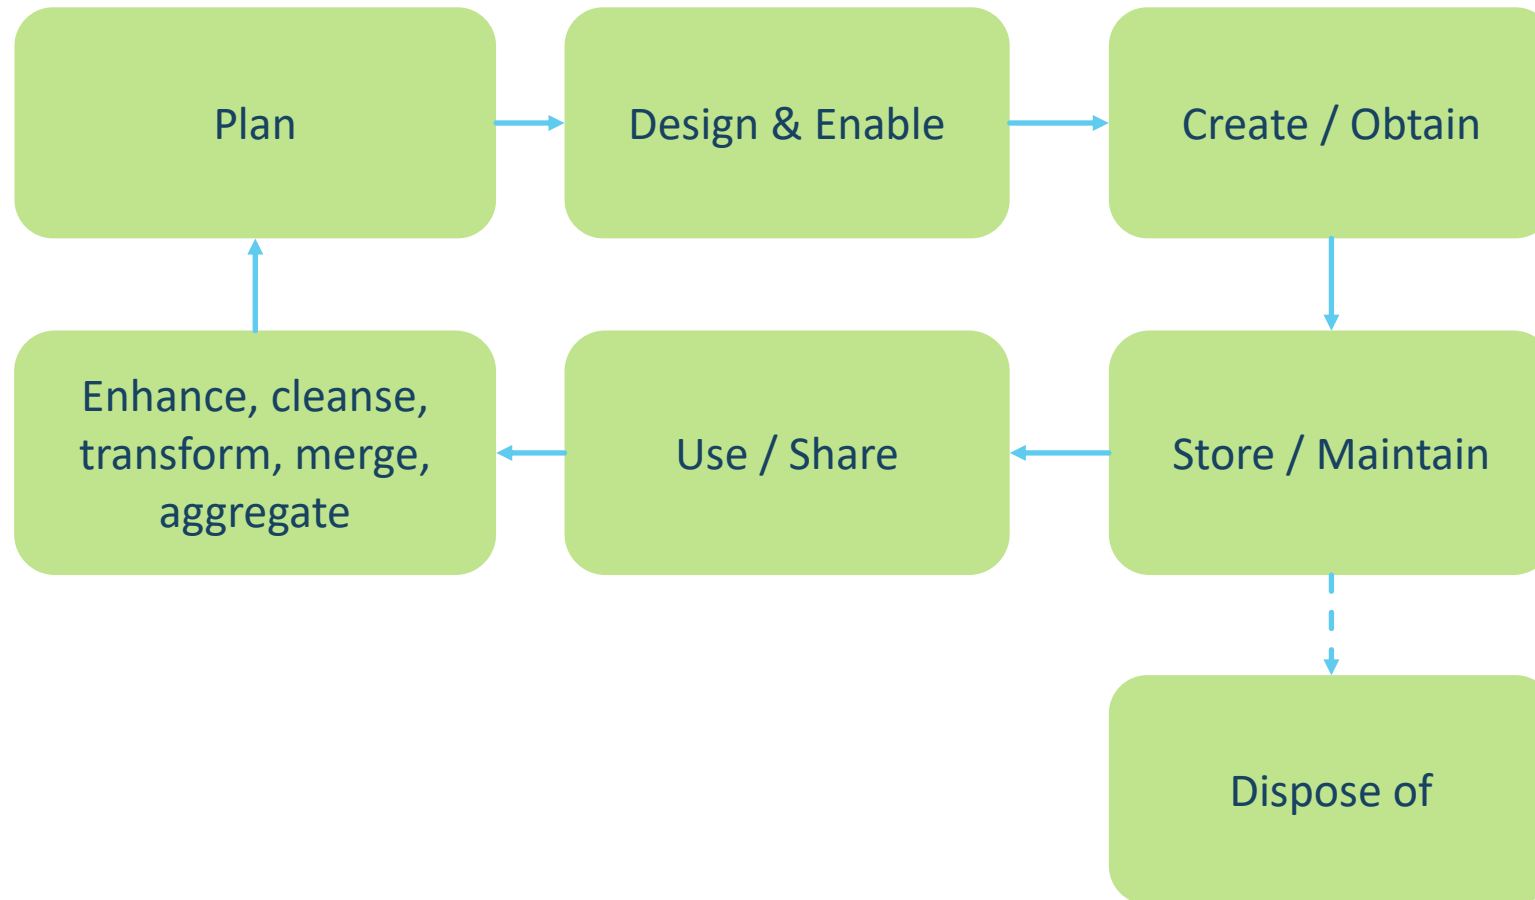 Plan
Design & Enable
Create / Obtain
Enhance, cleanse,
transform, merge,
aggregate
Use / Share
Store / Maintain
Dispose of